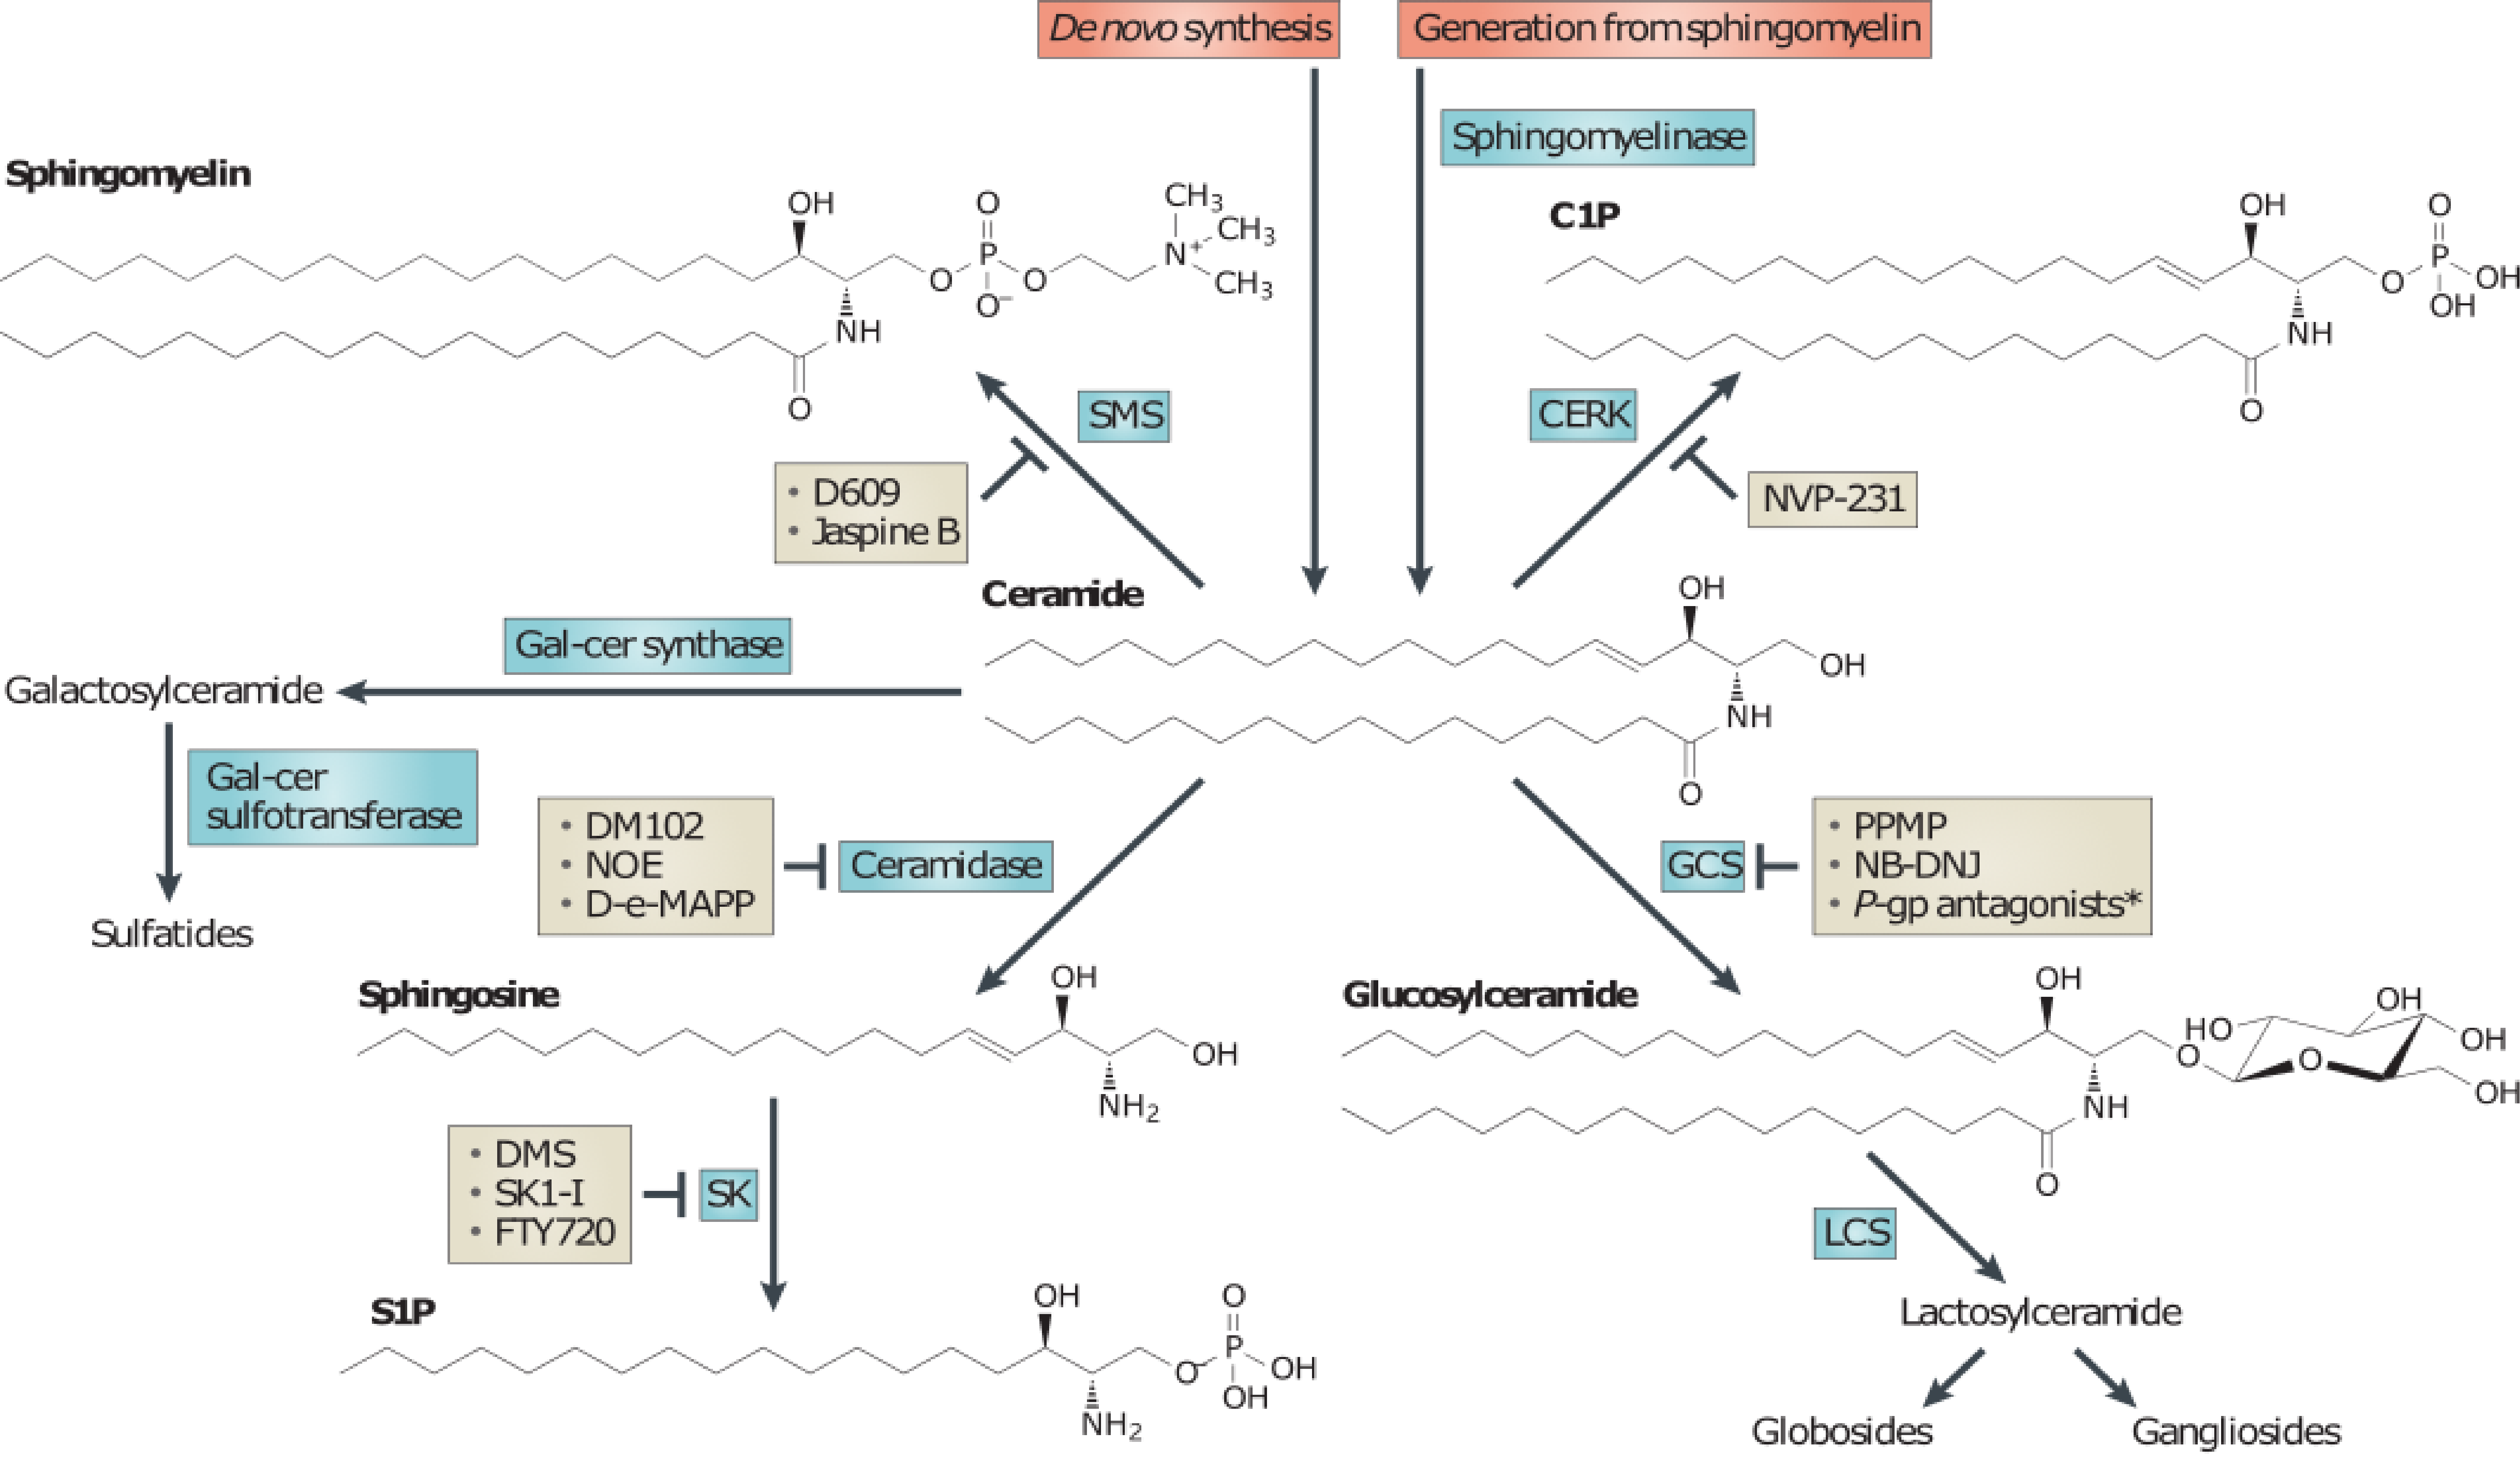 De novo synthesis
Generation from sphingomyelin
Sphingomyelinase
Sphingomyelin
OH
O
P
O
O
O⁻
N⁺
CH3
CH3
CH3
NH
O
C1P
OH
O
P
O
OH
OH
NH
O
SMS
CERK
• D609
• Jaspine B
NVP-231
Ceramide
OH
OH
NH
O
Gal-cer synthase
Galactosylceramide
Gal-cer
sulfotransferase
Sulfatides
• DM102
• NOE
• D-e-MAPP
Ceramidase
GCS
• PPMP
• NB-DNJ
• P-gp antagonists*
Sphingosine
OH
OH
NH2
Glucosylceramide
OH
O
HO
OH
OH
O
OH
NH
O
• DMS
• SK1-I
• FTY720
SK
LCS
S1P
OH
O
P
O⁻
OH
OH
NH2
Lactosylceramide
Globosides
Gangliosides